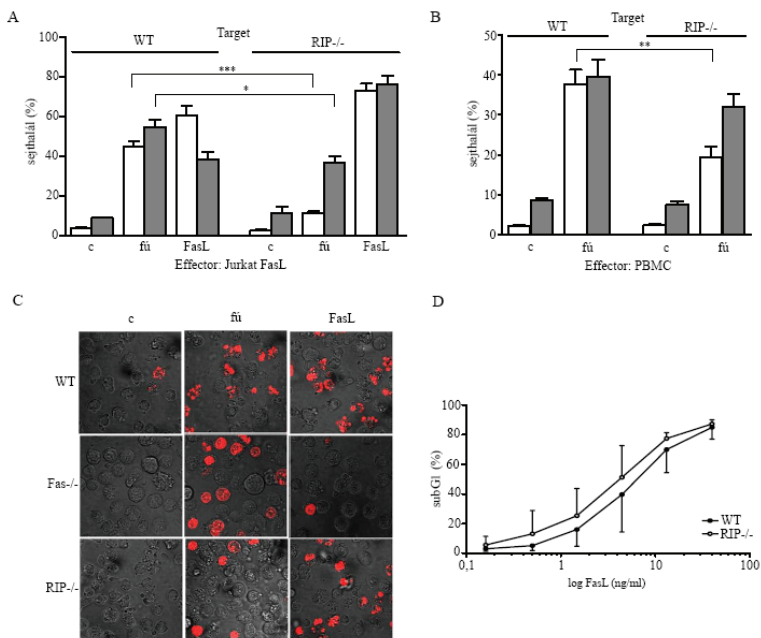 A
Target
WT
RIP-/-
***
*
sejthalál (%)
100
80
60
40
20
0
c
fű
FasL
c
fű
FasL
Effector: Jurkat FasL
B
Target
WT
RIP-/-
**
sejthalál (%)
50
40
30
20
10
0
c
fű
c
fű
Effector: PBMC
C
c
fű
FasL
WT
Fas-/-
RIP-/-
D
subG1 (%)
100
80
60
40
20
0
0,1
1
10
100
WT
RIP-/-
log FasL (ng/ml)